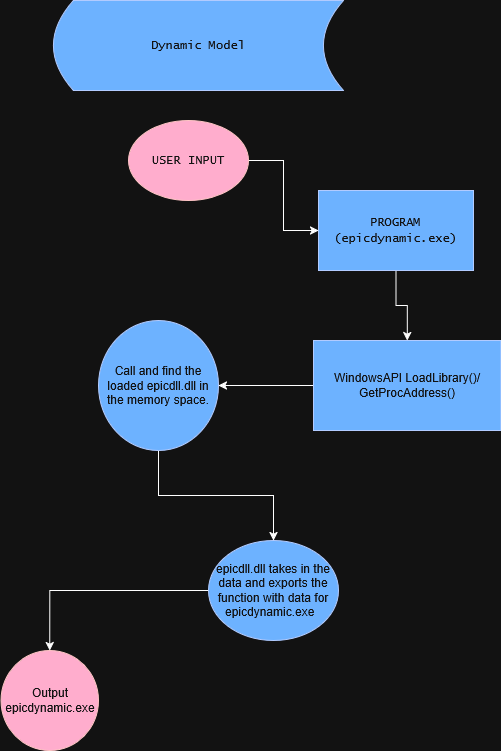 Dynamic Model
USER INPUT
PROGRAM
(epicdynamic.exe)
WindowsAPI LoadLibrary()/
GetProcAddress()
Call and find the
loaded epicdll.dll in
the memory space.
epicdll.dll takes in the
data and exports the
function with data for
epicdynamic.exe
Output
epicdynamic.exe